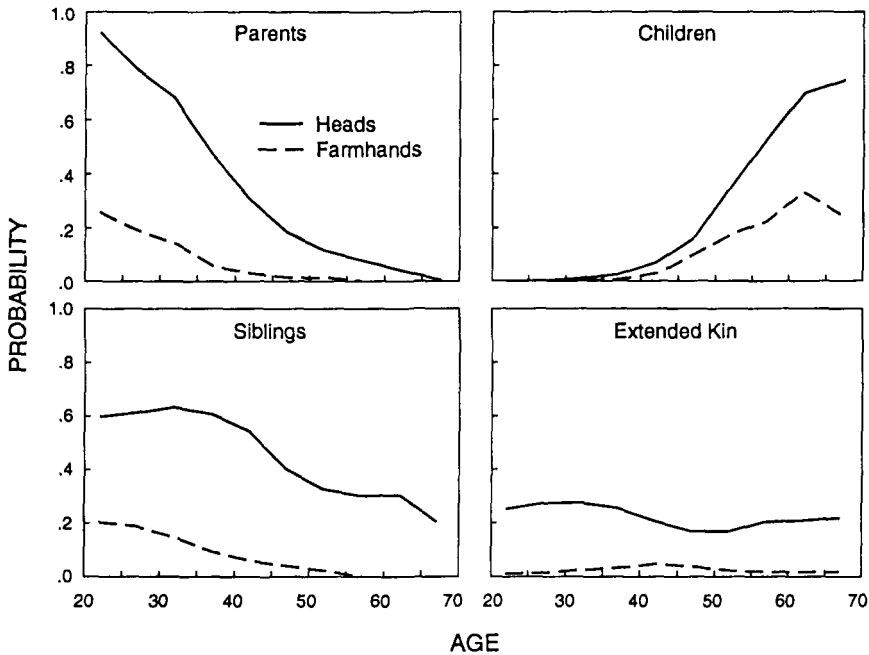 Parents
Children
1.0
.8
.6
.4
.2
.0
Heads
Farmhands
PROBABILITY
Siblings
Extended Kin
1.0
.8
.6
.4
.2
.0
20 30 40 50 60 70
20 30 40 50 60 70
AGE